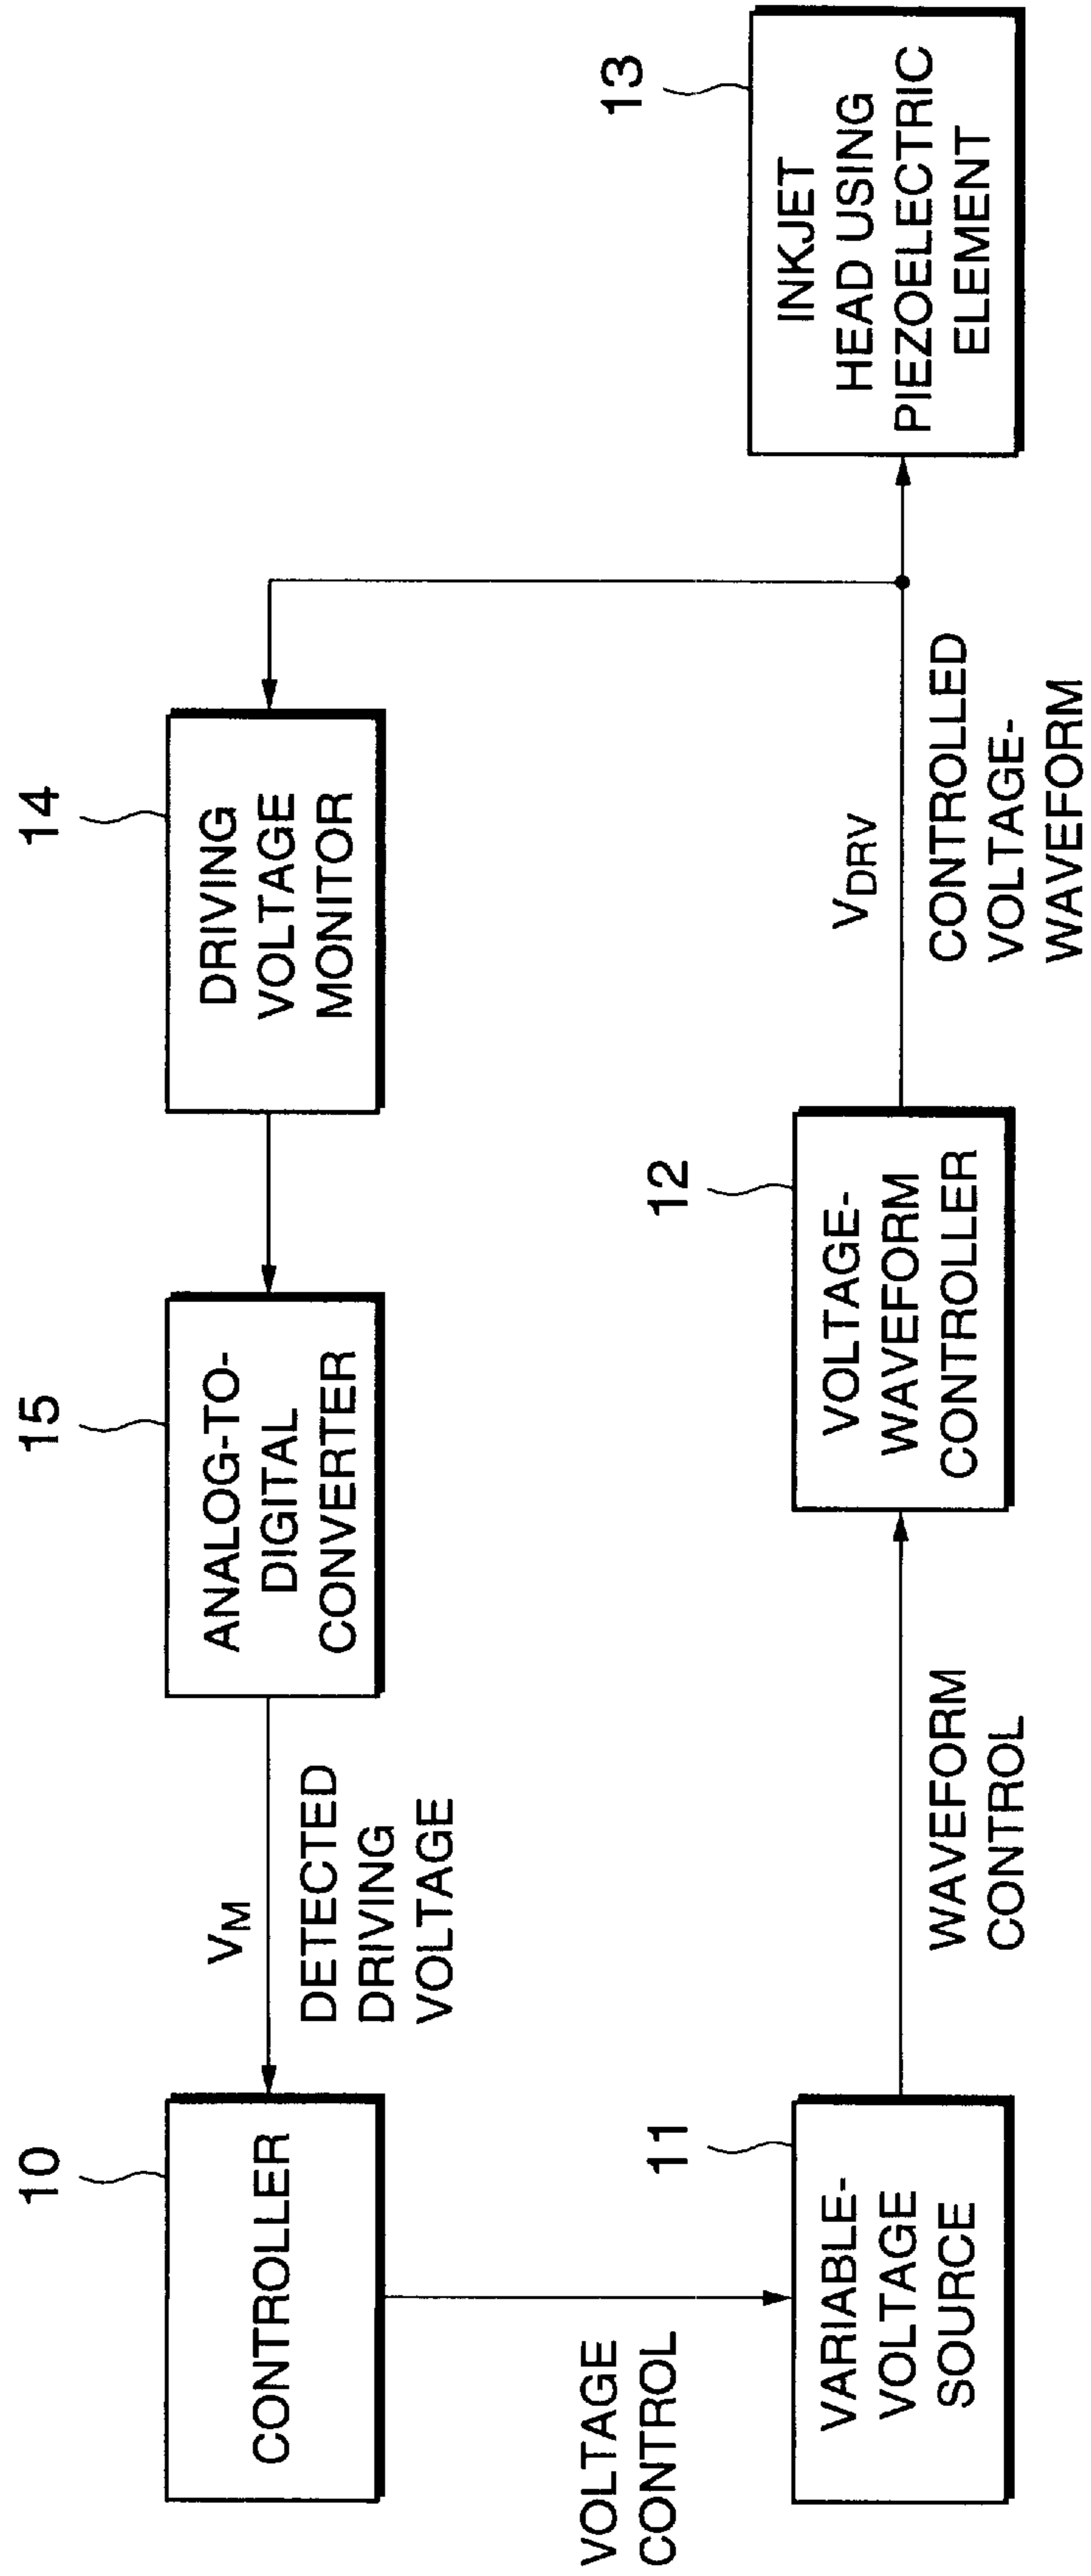 10
CONTROLLER
V_M
DETECTED
DRIVING
VOLTAGE
15
ANALOG-TO-
DIGITAL
CONVERTER
14
DRIVING
VOLTAGE
MONITOR
VOLTAGE
CONTROL
11
VARIABLE-
VOLTAGE
SOURCE
WAVEFORM
CONTROL
12
VOLTAGE-
WAVEFORM
CONTROLLER
V_DRV
CONTROLLED
VOLTAGE-
WAVEFORM
13
INKJET
HEAD USING
PIEZOELECTRIC
ELEMENT